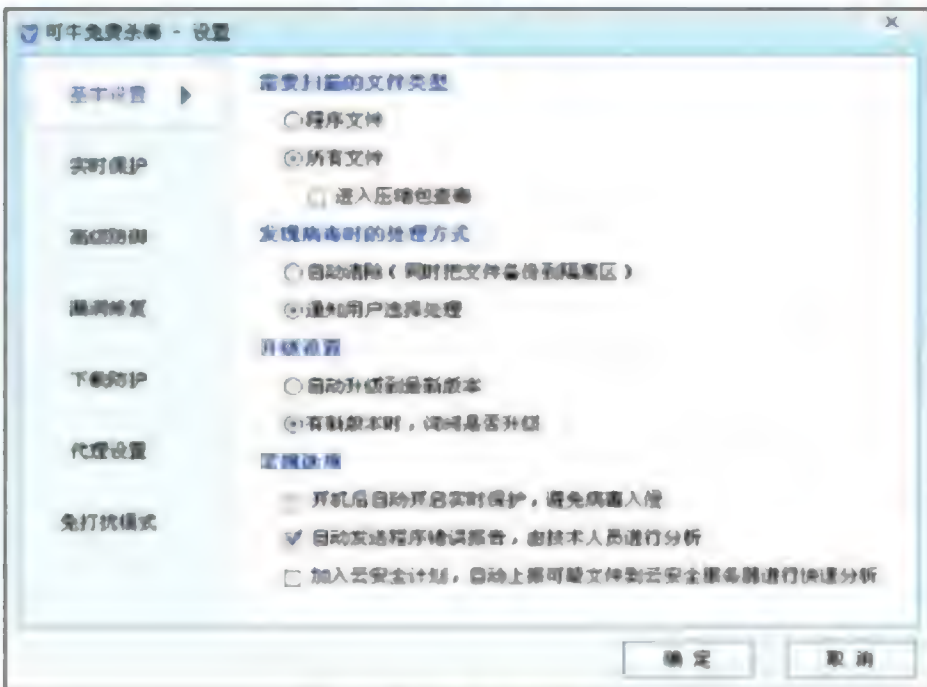 可牛免费杀毒 - 设置
基本设置
实时保护
高级防御
漏洞修复
下载防护
代理设置
免打扰模式
需要扫描的文件类型
程序文件
所有文件
进入压缩包查毒
发现病毒时的处理方式
自动清除(同时把文件备份到隔离区)
通知用户选择处理
升级设置
自动升级到最新版本
有新版本时,询问是否升级
选项
开机后自动开启实时保护,避免病毒入侵
自动发送程序错误报告,由技术人员进行分析
加入云安全计划,自动上报可疑文件到云安全服务器进行快速分析
确定
取消